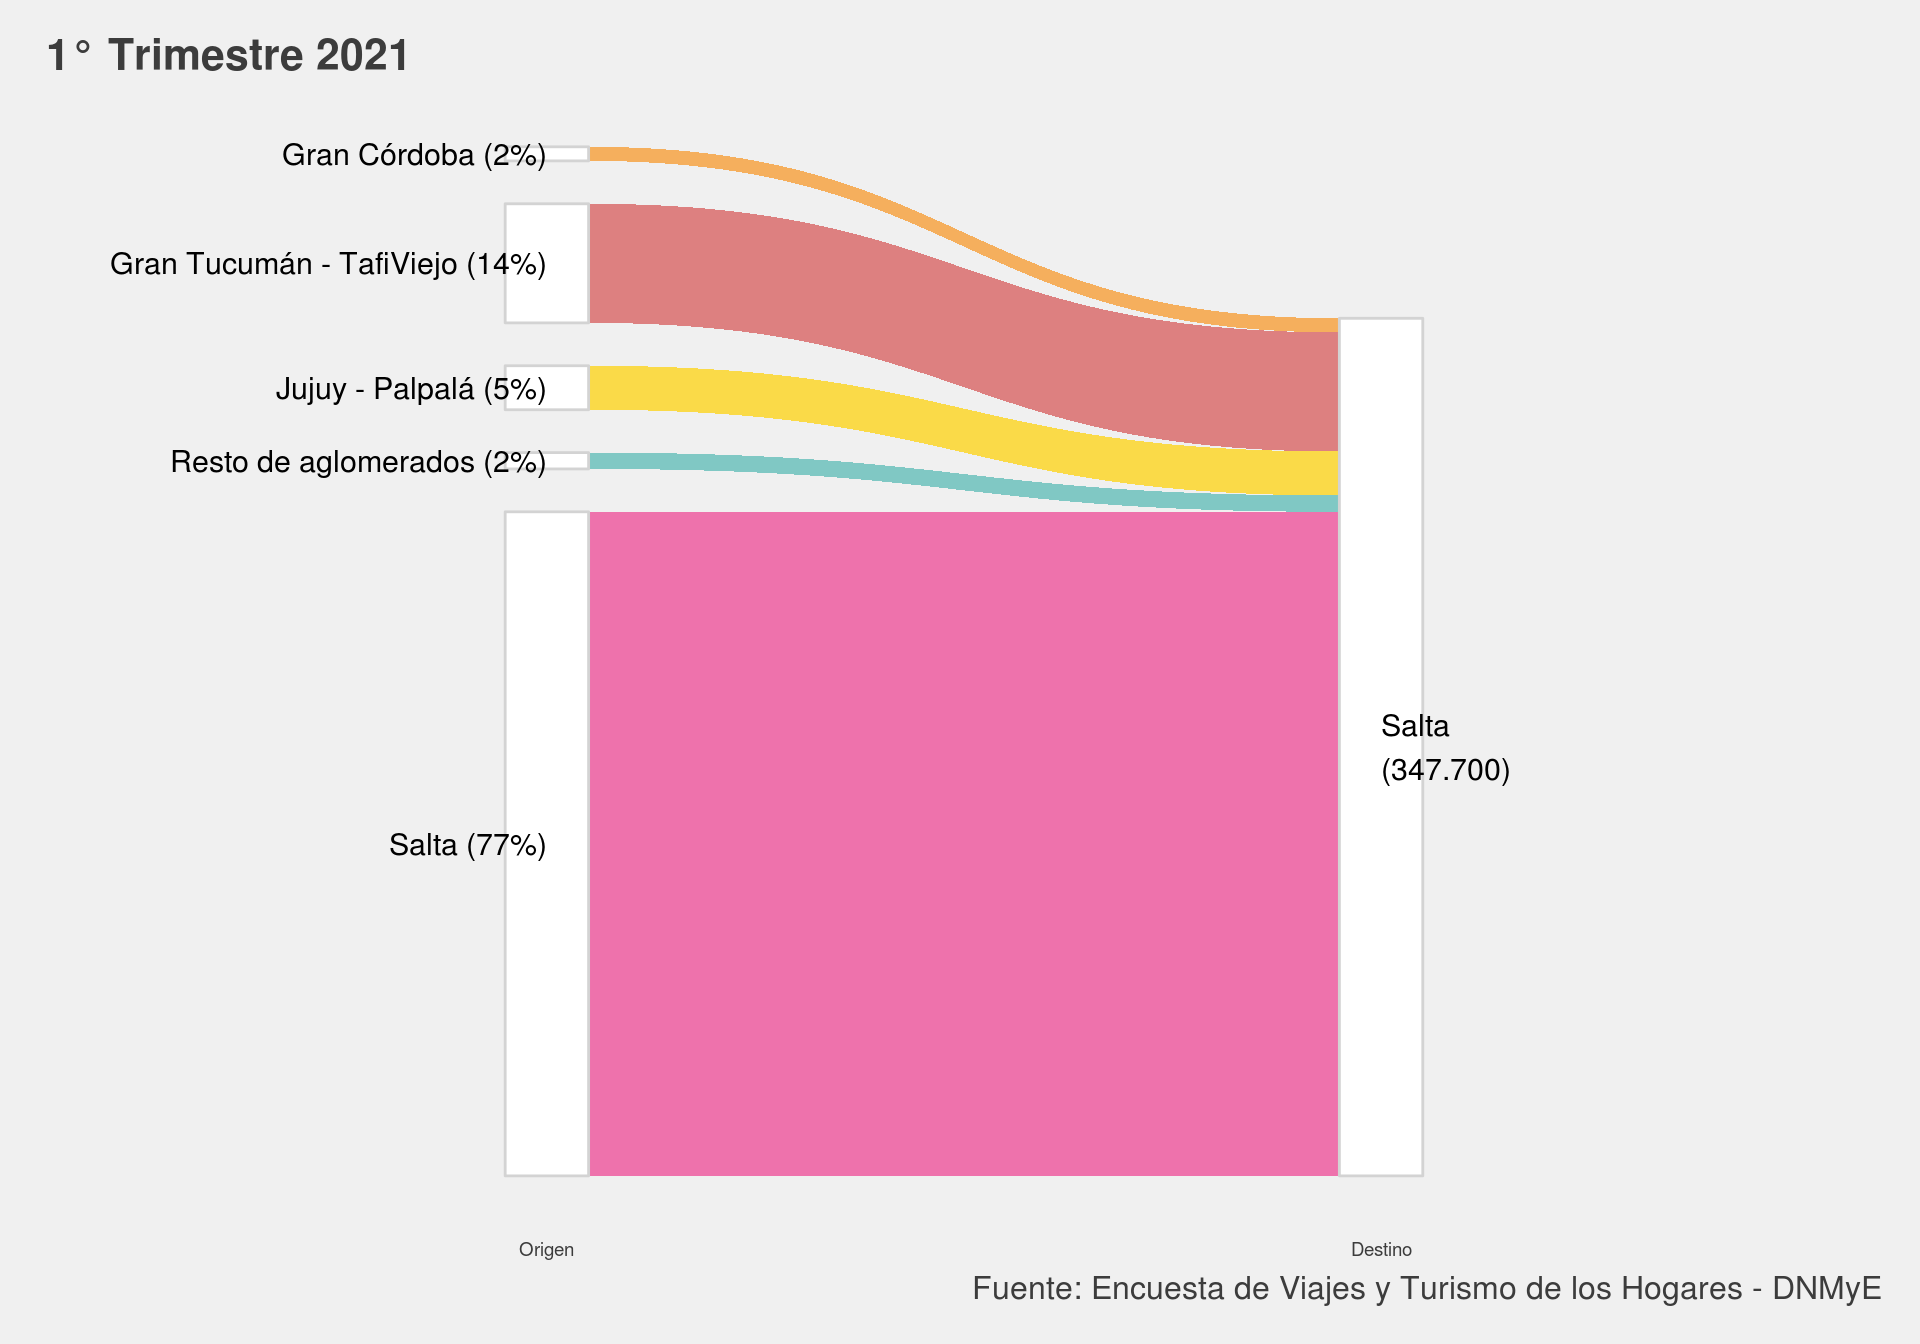 1° Trimestre 2021
Gran Córdoba (2%)
Gran Tucumán - TafiViejo (14%)
Jujuy - Palpalá (5%)
Resto de aglomerados (2%)
Salta (77%)
Salta
(347.700)
Origen
Destino
Fuente: Encuesta de Viajes y Turismo de los Hogares - DNMyE